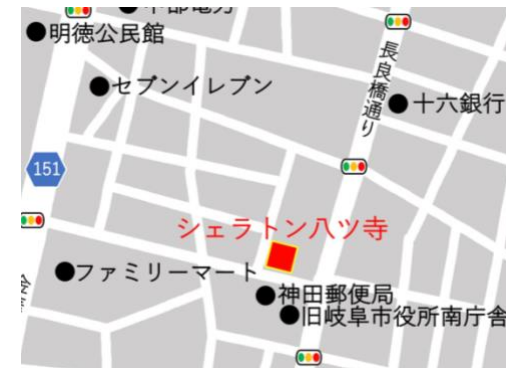 明徳公民館
セブンイレブン
長良橋通り
十六銀行
151
シェラトン八ツ寺
ファミリーマート
神田郵便局
旧岐阜市役所南庁舎